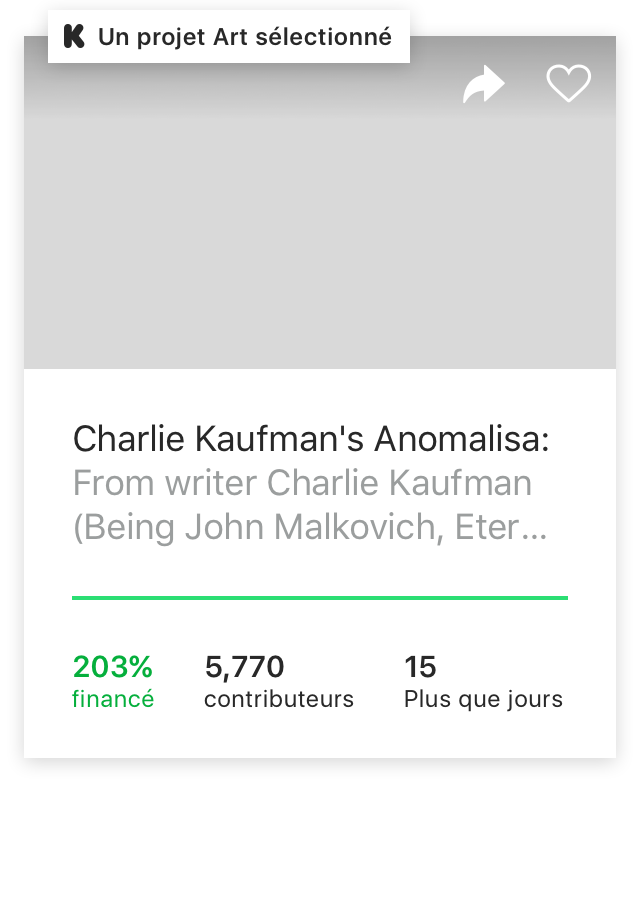 Un projet Art sélectionné
Charlie Kaufman's Anomalisa:
From writer Charlie Kaufman
(Being John Malkovich, Eter...
203%
financé
5,770
contributeurs
15
Plus que jours